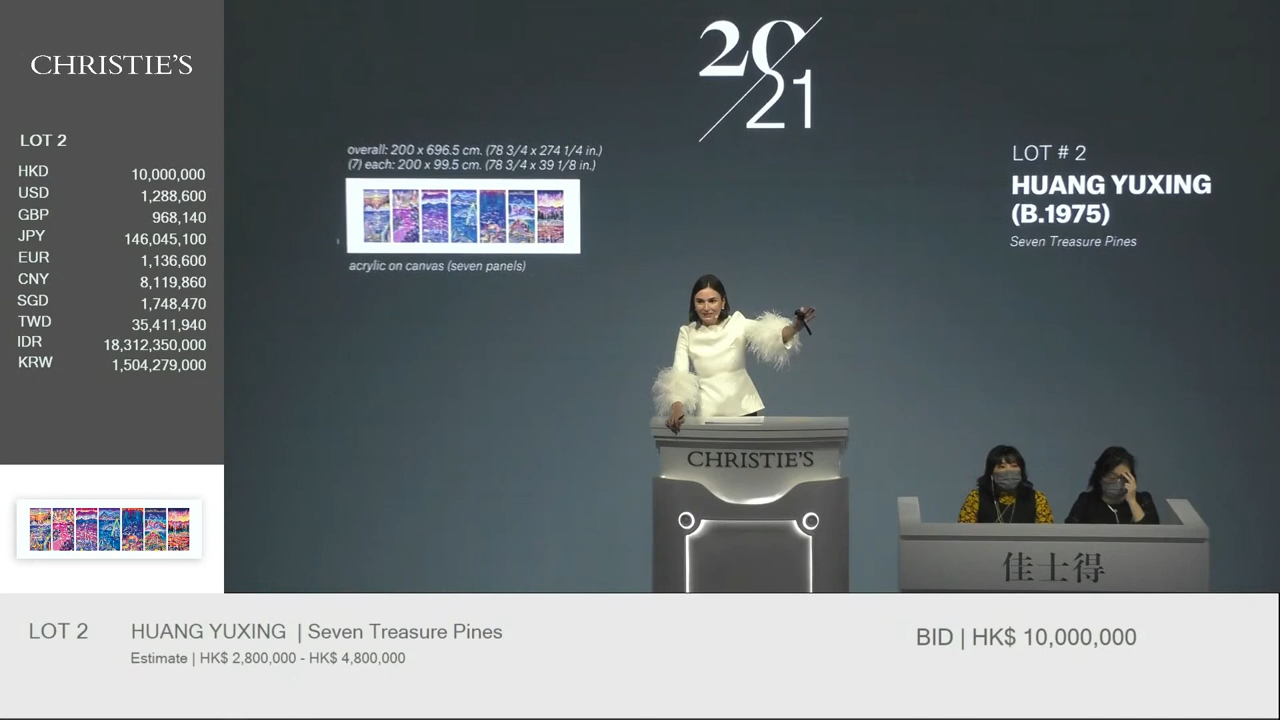 CHRISTIE'S
LOT 2
HKD 10,000,000
USD 1,288,600
GBP 968,140
JPY 146,045,100
EUR 1,136,600
CNY 8,119,860
SGD 1,748,470
TWD 35,411,940
IDR 18,312,350,000
KRW 1,504,279,000
20/21
overall: 200 x 696.5 cm. (78 3/4 x 274 1/4 in.)
(7) each: 200 x 99.5 cm. (78 3/4 x 39 1/8 in.)
acrylic on canvas (seven panels)
LOT # 2
HUANG YUXING
(B.1975)
Seven Treasure Pines
CHRISTIE'S
佳士得
LOT 2 HUANG YUXING | Seven Treasure Pines
Estimate | HK$ 2,800,000 - HK$ 4,800,000
BID | HK$ 10,000,000